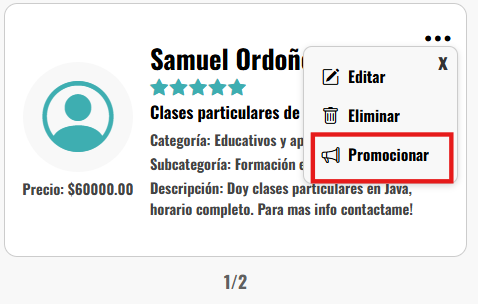 Samuel Ordoñ
X
Editar
Clases particulares de
Eliminar
Categoría: Educativos y ap
Promocionar
Subcategoría: Formación e
Precio: $60000.00
Descripción: Doy clases particulares en Java,
horario completo. Para mas info contactame!
1/2